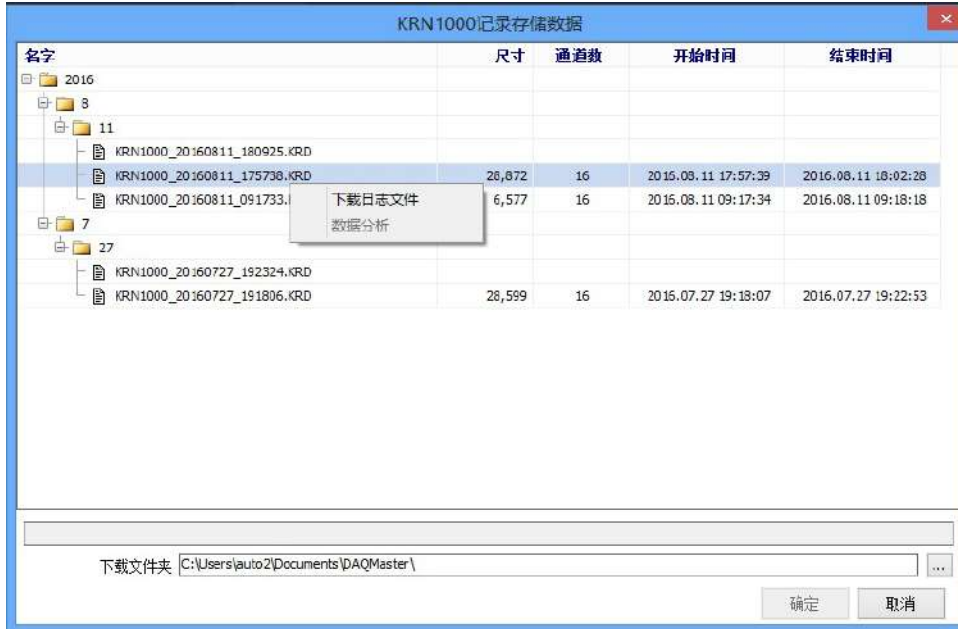 KRN1000记录存储数据
名字 尺寸 通道数 开始时间 结束时间
2016
8
11
KRN1000_20160811_180925.KRD
KRN1000_20160811_175738.KRD 28,872 16 2016.08.11 17:57:39 2016.08.11 18:02:28
KRN1000_20160811_091733. 6,577 16 2016.08.11 09:17:34 2016.08.11 09:18:18
下载日志文件
数据分析
7
27
KRN1000_20160727_192324.KRD
KRN1000_20160727_191806.KRD 28,599 16 2016.07.27 19:18:07 2016.07.27 19:22:53
下载文件夹 C:\Users\auto2\Documents\DAQMaster\ ...
确定 取消